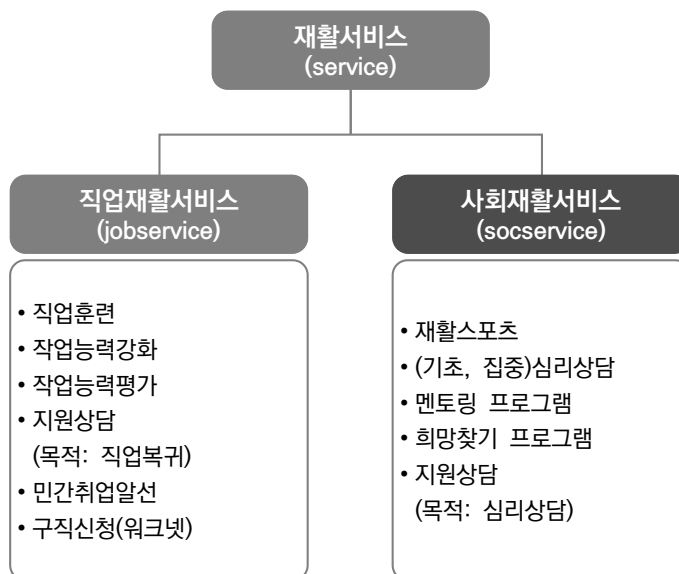 재활서비스
(service)
직업재활서비스
(jobservice)
• 직업훈련
• 작업능력강화
• 작업능력평가
• 지원상담
(목적: 직업복귀)
• 민간취업알선
• 구직신청(워크넷)
사회재활서비스
(socservice)
• 재활스포츠
• (기초, 집중)심리상담
• 멘토링 프로그램
• 희망찾기 프로그램
• 지원상담
(목적: 심리상담)